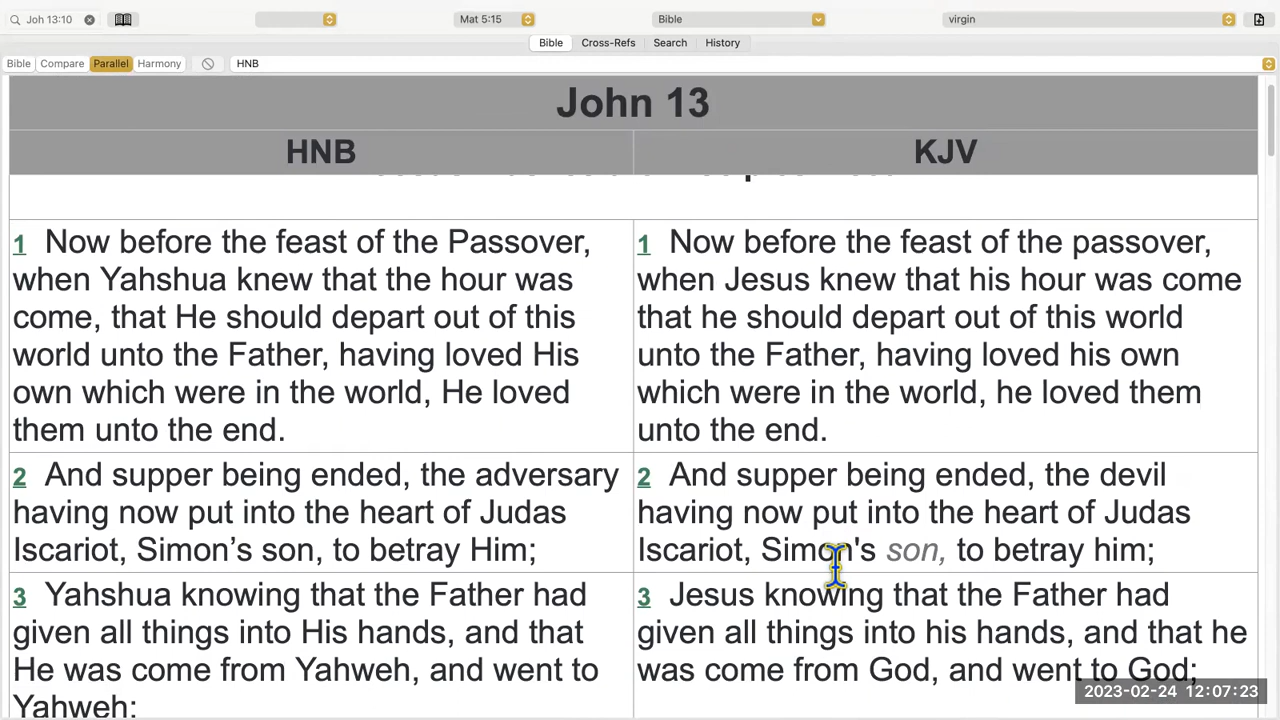 Joh 13:10
Mat 5:15
Bible
virgin
Bible Cross-Refs Search History
Bible Compare Parallel Harmony HNB
John 13
HNB
KJV
1 Now before the feast of the Passover,
when Yahshua knew that the hour was
come, that He should depart out of this
world unto the Father, having loved His
own which were in the world, He loved
them unto the end.
1 Now before the feast of the passover,
when Jesus knew that his hour was come
that he should depart out of this world
unto the Father, having loved his own
which were in the world, he loved them
unto the end.
2 And supper being ended, the adversary
having now put into the heart of Judas
Iscariot, Simon’s son, to betray Him;
2 And supper being ended, the devil
having now put into the heart of Judas
Iscariot, Simon's son, to betray him;
3 Yahshua knowing that the Father had
given all things into His hands, and that
He was come from Yahweh, and went to
Yahweh;
3 Jesus knowing that the Father had
given all things into his hands, and that he
was come from God, and went to God;
2023-02-24 12:07:23